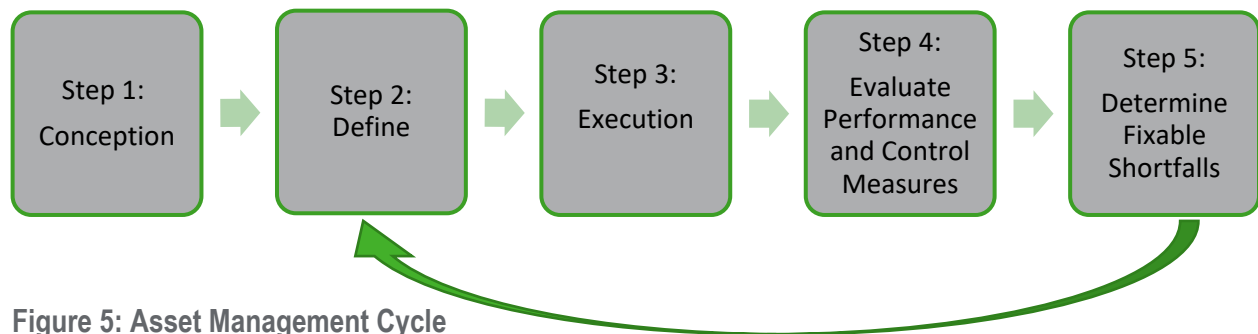 Step 1:
Conception
Step 2:
Define
Step 3:
Execution
Step 4:
Evaluate
Performance
and Control
Measures
Step 5:
Determine
Fixable
Shortfalls
Figure 5: Asset Management Cycle